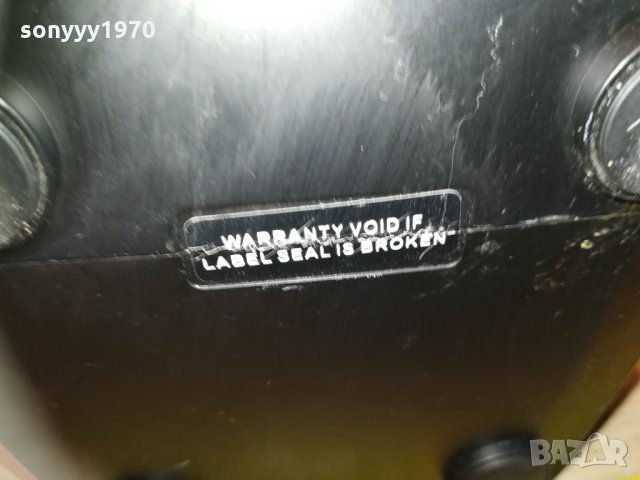 sonyyy1970
WARRANTY VOID IF
LABEL SEAL IS BROKEN
BAZAR